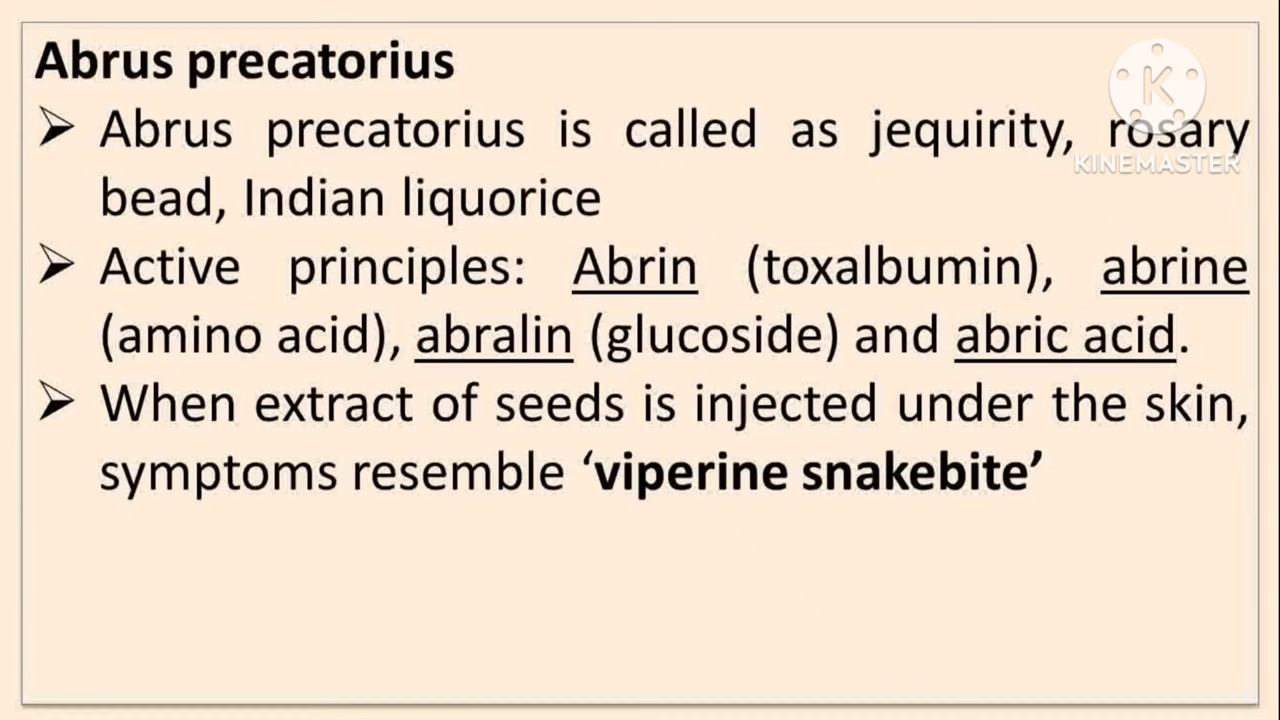 Abrus precatorius
➢ Abrus precatorius is called as jequirity, rosary
bead, Indian liquorice
➢ Active principles: Abrin (toxalbumin), abrine
(amino acid), abralin (glucoside) and abric acid.
➢ When extract of seeds is injected under the skin,
symptoms resemble ‘viperine snakebite’
K
KINEMASTER